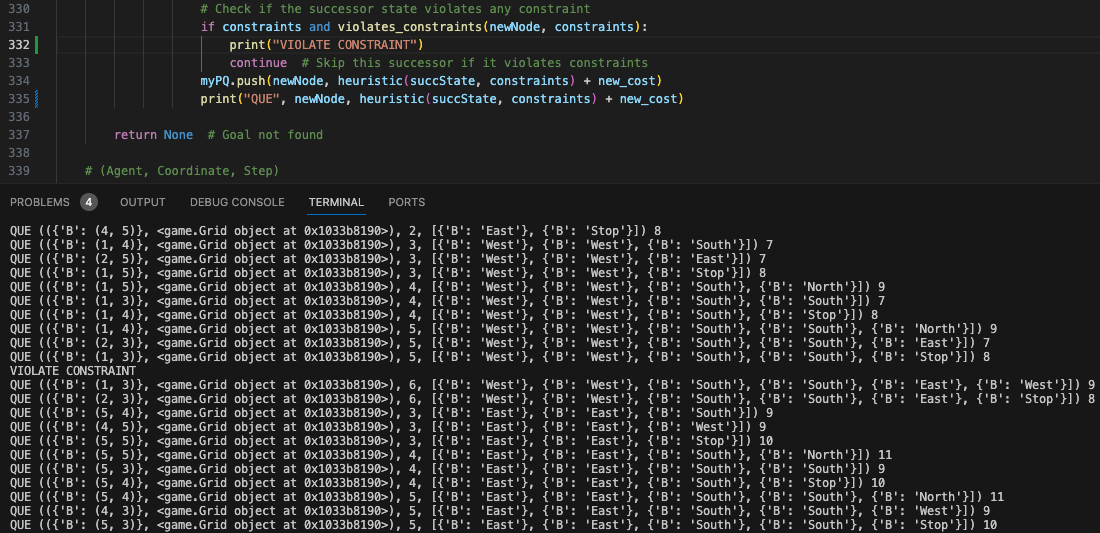 330 # Check if the successor state violates any constraint
331 if constraints and violates_constraints(newNode, constraints):
332 print("VIOLATE CONSTRAINT")
333 continue # Skip this successor if it violates constraints
334 myPQ.push(newNode, heuristic(succState, constraints) + new_cost)
335 print("QUE", newNode, heuristic(succState, constraints) + new_cost)
336
337 return None # Goal not found
338
339 # (Agent, Coordinate, Step)
PROBLEMS 4 OUTPUT DEBUG CONSOLE TERMINAL PORTS
QUE (({'B': (4, 5)}, <game.Grid object at 0x1033b8190>), 2, [{'B': 'East'}, {'B': 'Stop'}]) 8
QUE (({'B': (1, 4)}, <game.Grid object at 0x1033b8190>), 3, [{'B': 'West'}, {'B': 'West'}, {'B': 'South'}]) 7
QUE (({'B': (2, 5)}, <game.Grid object at 0x1033b8190>), 3, [{'B': 'West'}, {'B': 'West'}, {'B': 'East'}]) 7
QUE (({'B': (1, 5)}, <game.Grid object at 0x1033b8190>), 3, [{'B': 'West'}, {'B': 'West'}, {'B': 'Stop'}]) 8
QUE (({'B': (1, 5)}, <game.Grid object at 0x1033b8190>), 4, [{'B': 'West'}, {'B': 'West'}, {'B': 'South'}, {'B': 'North'}]) 9
QUE (({'B': (1, 3)}, <game.Grid object at 0x1033b8190>), 4, [{'B': 'West'}, {'B': 'West'}, {'B': 'South'}, {'B': 'South'}]) 7
QUE (({'B': (1, 4)}, <game.Grid object at 0x1033b8190>), 4, [{'B': 'West'}, {'B': 'West'}, {'B': 'South'}, {'B': 'Stop'}]) 8
QUE (({'B': (1, 4)}, <game.Grid object at 0x1033b8190>), 5, [{'B': 'West'}, {'B': 'West'}, {'B': 'South'}, {'B': 'South'}, {'B': 'North'}]) 9
QUE (({'B': (2, 3)}, <game.Grid object at 0x1033b8190>), 5, [{'B': 'West'}, {'B': 'West'}, {'B': 'South'}, {'B': 'South'}, {'B': 'East'}]) 7
QUE (({'B': (1, 3)}, <game.Grid object at 0x1033b8190>), 5, [{'B': 'West'}, {'B': 'West'}, {'B': 'South'}, {'B': 'South'}, {'B': 'Stop'}]) 8
VIOLATE CONSTRAINT
QUE (({'B': (1, 3)}, <game.Grid object at 0x1033b8190>), 6, [{'B': 'West'}, {'B': 'West'}, {'B': 'South'}, {'B': 'South'}, {'B': 'East'}, {'B': 'West'}]) 9
QUE (({'B': (2, 3)}, <game.Grid object at 0x1033b8190>), 6, [{'B': 'West'}, {'B': 'West'}, {'B': 'South'}, {'B': 'South'}, {'B': 'East'}, {'B': 'Stop'}]) 8
QUE (({'B': (5, 4)}, <game.Grid object at 0x1033b8190>), 3, [{'B': 'East'}, {'B': 'East'}, {'B': 'South'}]) 9
QUE (({'B': (4, 5)}, <game.Grid object at 0x1033b8190>), 3, [{'B': 'East'}, {'B': 'East'}, {'B': 'West'}]) 9
QUE (({'B': (5, 5)}, <game.Grid object at 0x1033b8190>), 3, [{'B': 'East'}, {'B': 'East'}, {'B': 'Stop'}]) 10
QUE (({'B': (5, 5)}, <game.Grid object at 0x1033b8190>), 4, [{'B': 'East'}, {'B': 'East'}, {'B': 'South'}, {'B': 'North'}]) 11
QUE (({'B': (5, 3)}, <game.Grid object at 0x1033b8190>), 4, [{'B': 'East'}, {'B': 'East'}, {'B': 'South'}, {'B': 'South'}]) 9
QUE (({'B': (5, 4)}, <game.Grid object at 0x1033b8190>), 4, [{'B': 'East'}, {'B': 'East'}, {'B': 'South'}, {'B': 'Stop'}]) 10
QUE (({'B': (5, 4)}, <game.Grid object at 0x1033b8190>), 5, [{'B': 'East'}, {'B': 'East'}, {'B': 'South'}, {'B': 'South'}, {'B': 'North'}]) 11
QUE (({'B': (4, 3)}, <game.Grid object at 0x1033b8190>), 5, [{'B': 'East'}, {'B': 'East'}, {'B': 'South'}, {'B': 'South'}, {'B': 'West'}]) 9
QUE (({'B': (5, 3)}, <game.Grid object at 0x1033b8190>), 5, [{'B': 'East'}, {'B': 'East'}, {'B': 'South'}, {'B': 'South'}, {'B': 'Stop'}]) 10